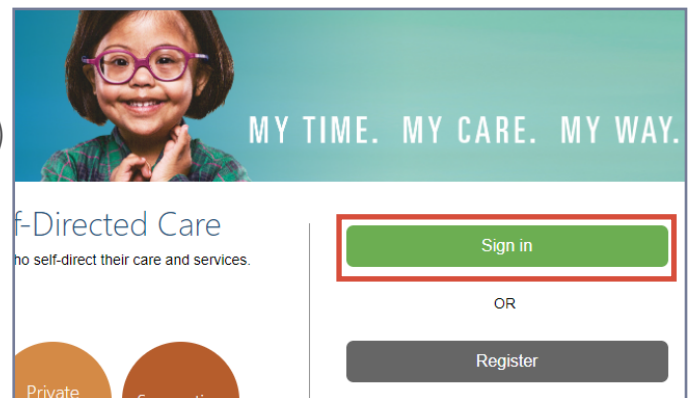 MY TIME. MY CARE. MY WAY.
f-Directed Care
ho self-direct their care and services.
Sign in
OR
Register
Private